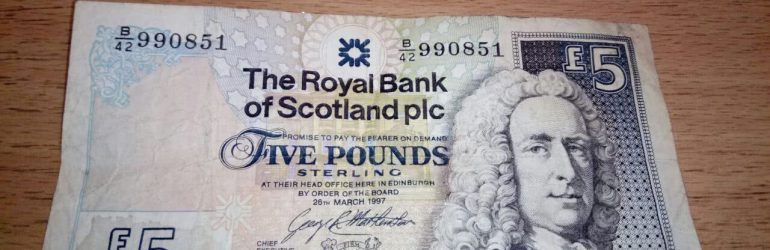 B/42 990851
B/42 990851
£5
The Royal Bank
of Scotland plc
PROMISE TO PAY THE BEARER ON DEMAND
FIVE POUNDS
STERLING
AT THEIR HEAD OFFICE HERE IN EDINBURGH
BY ORDER OF THE BOARD
26TH MARCH 1997
CHIEF
EXECUTIVE
£5